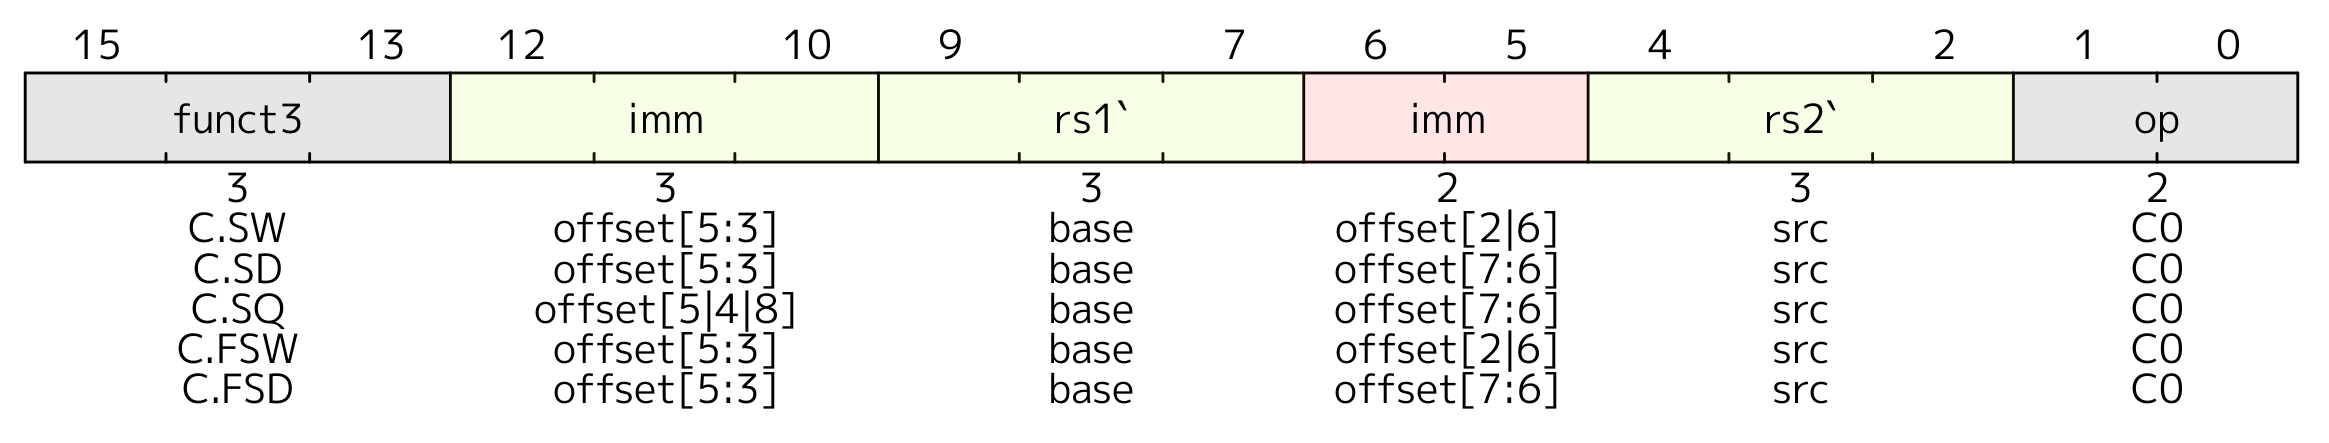 15 13 12 10 9 7 6 5 4 2 1 0
funct3 imm rs1` imm rs2` op
3 3 3 2 3 2
C.SW offset[5:3] base offset[2|6] src C0
C.SD offset[5:3] base offset[7:6] src C0
C.SQ offset[5|4|8] base offset[7:6] src C0
C.FSW offset[5:3] base offset[2|6] src C0
C.FSD offset[5:3] base offset[7:6] src C0